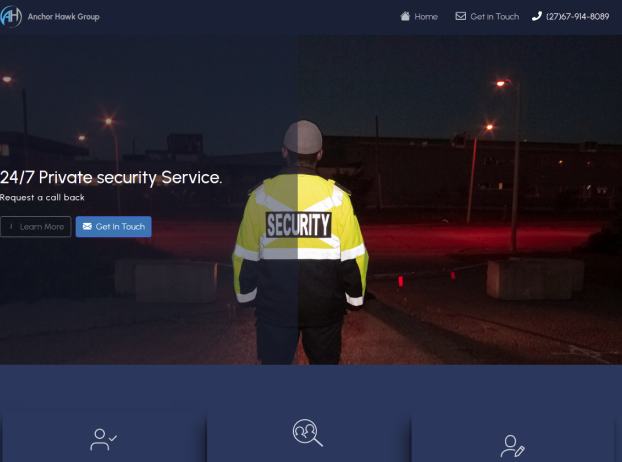 AH Anchor Hawk Group
Home Get in Touch (27)67-914-8089
24/7 Private security Service.
Request a call back
Learn More Get In Touch
SECURITY